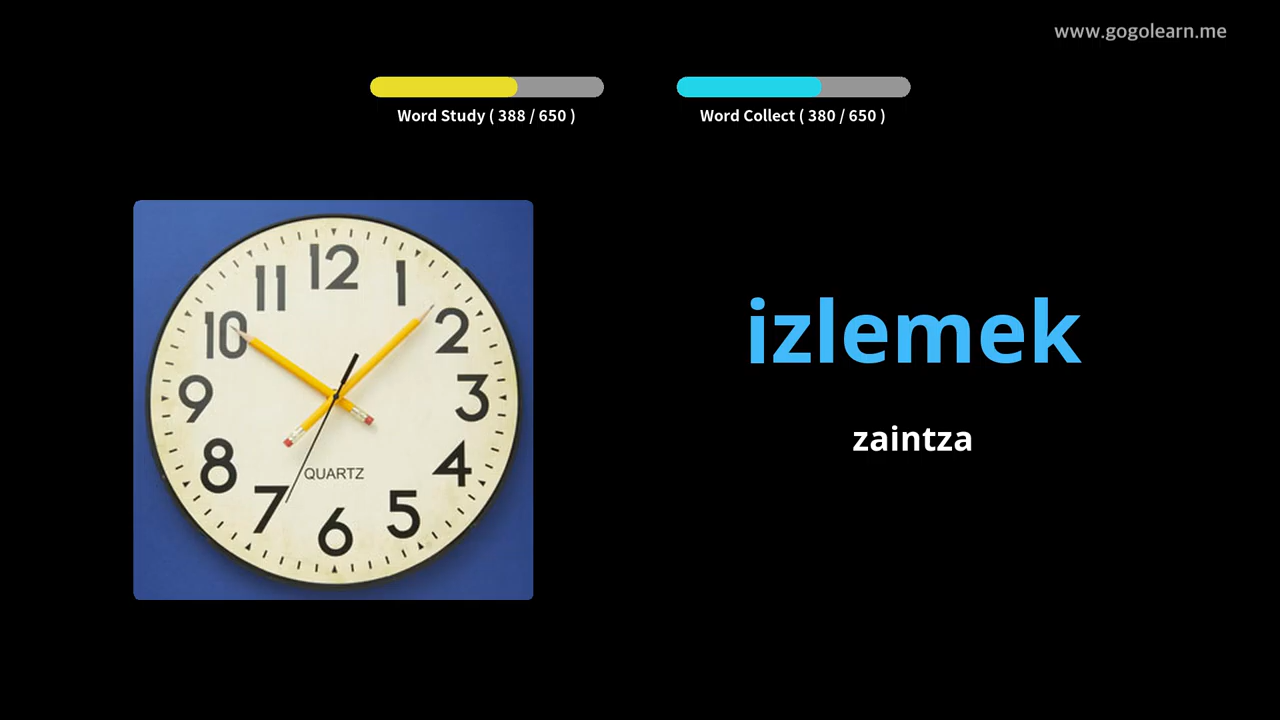 www.gogolearn.me
Word Study ( 388 / 650 )
Word Collect ( 380 / 650 )
12
11
1
10
2
9
3
8
4
QUARTZ
7
5
6
izlemek
zaintza